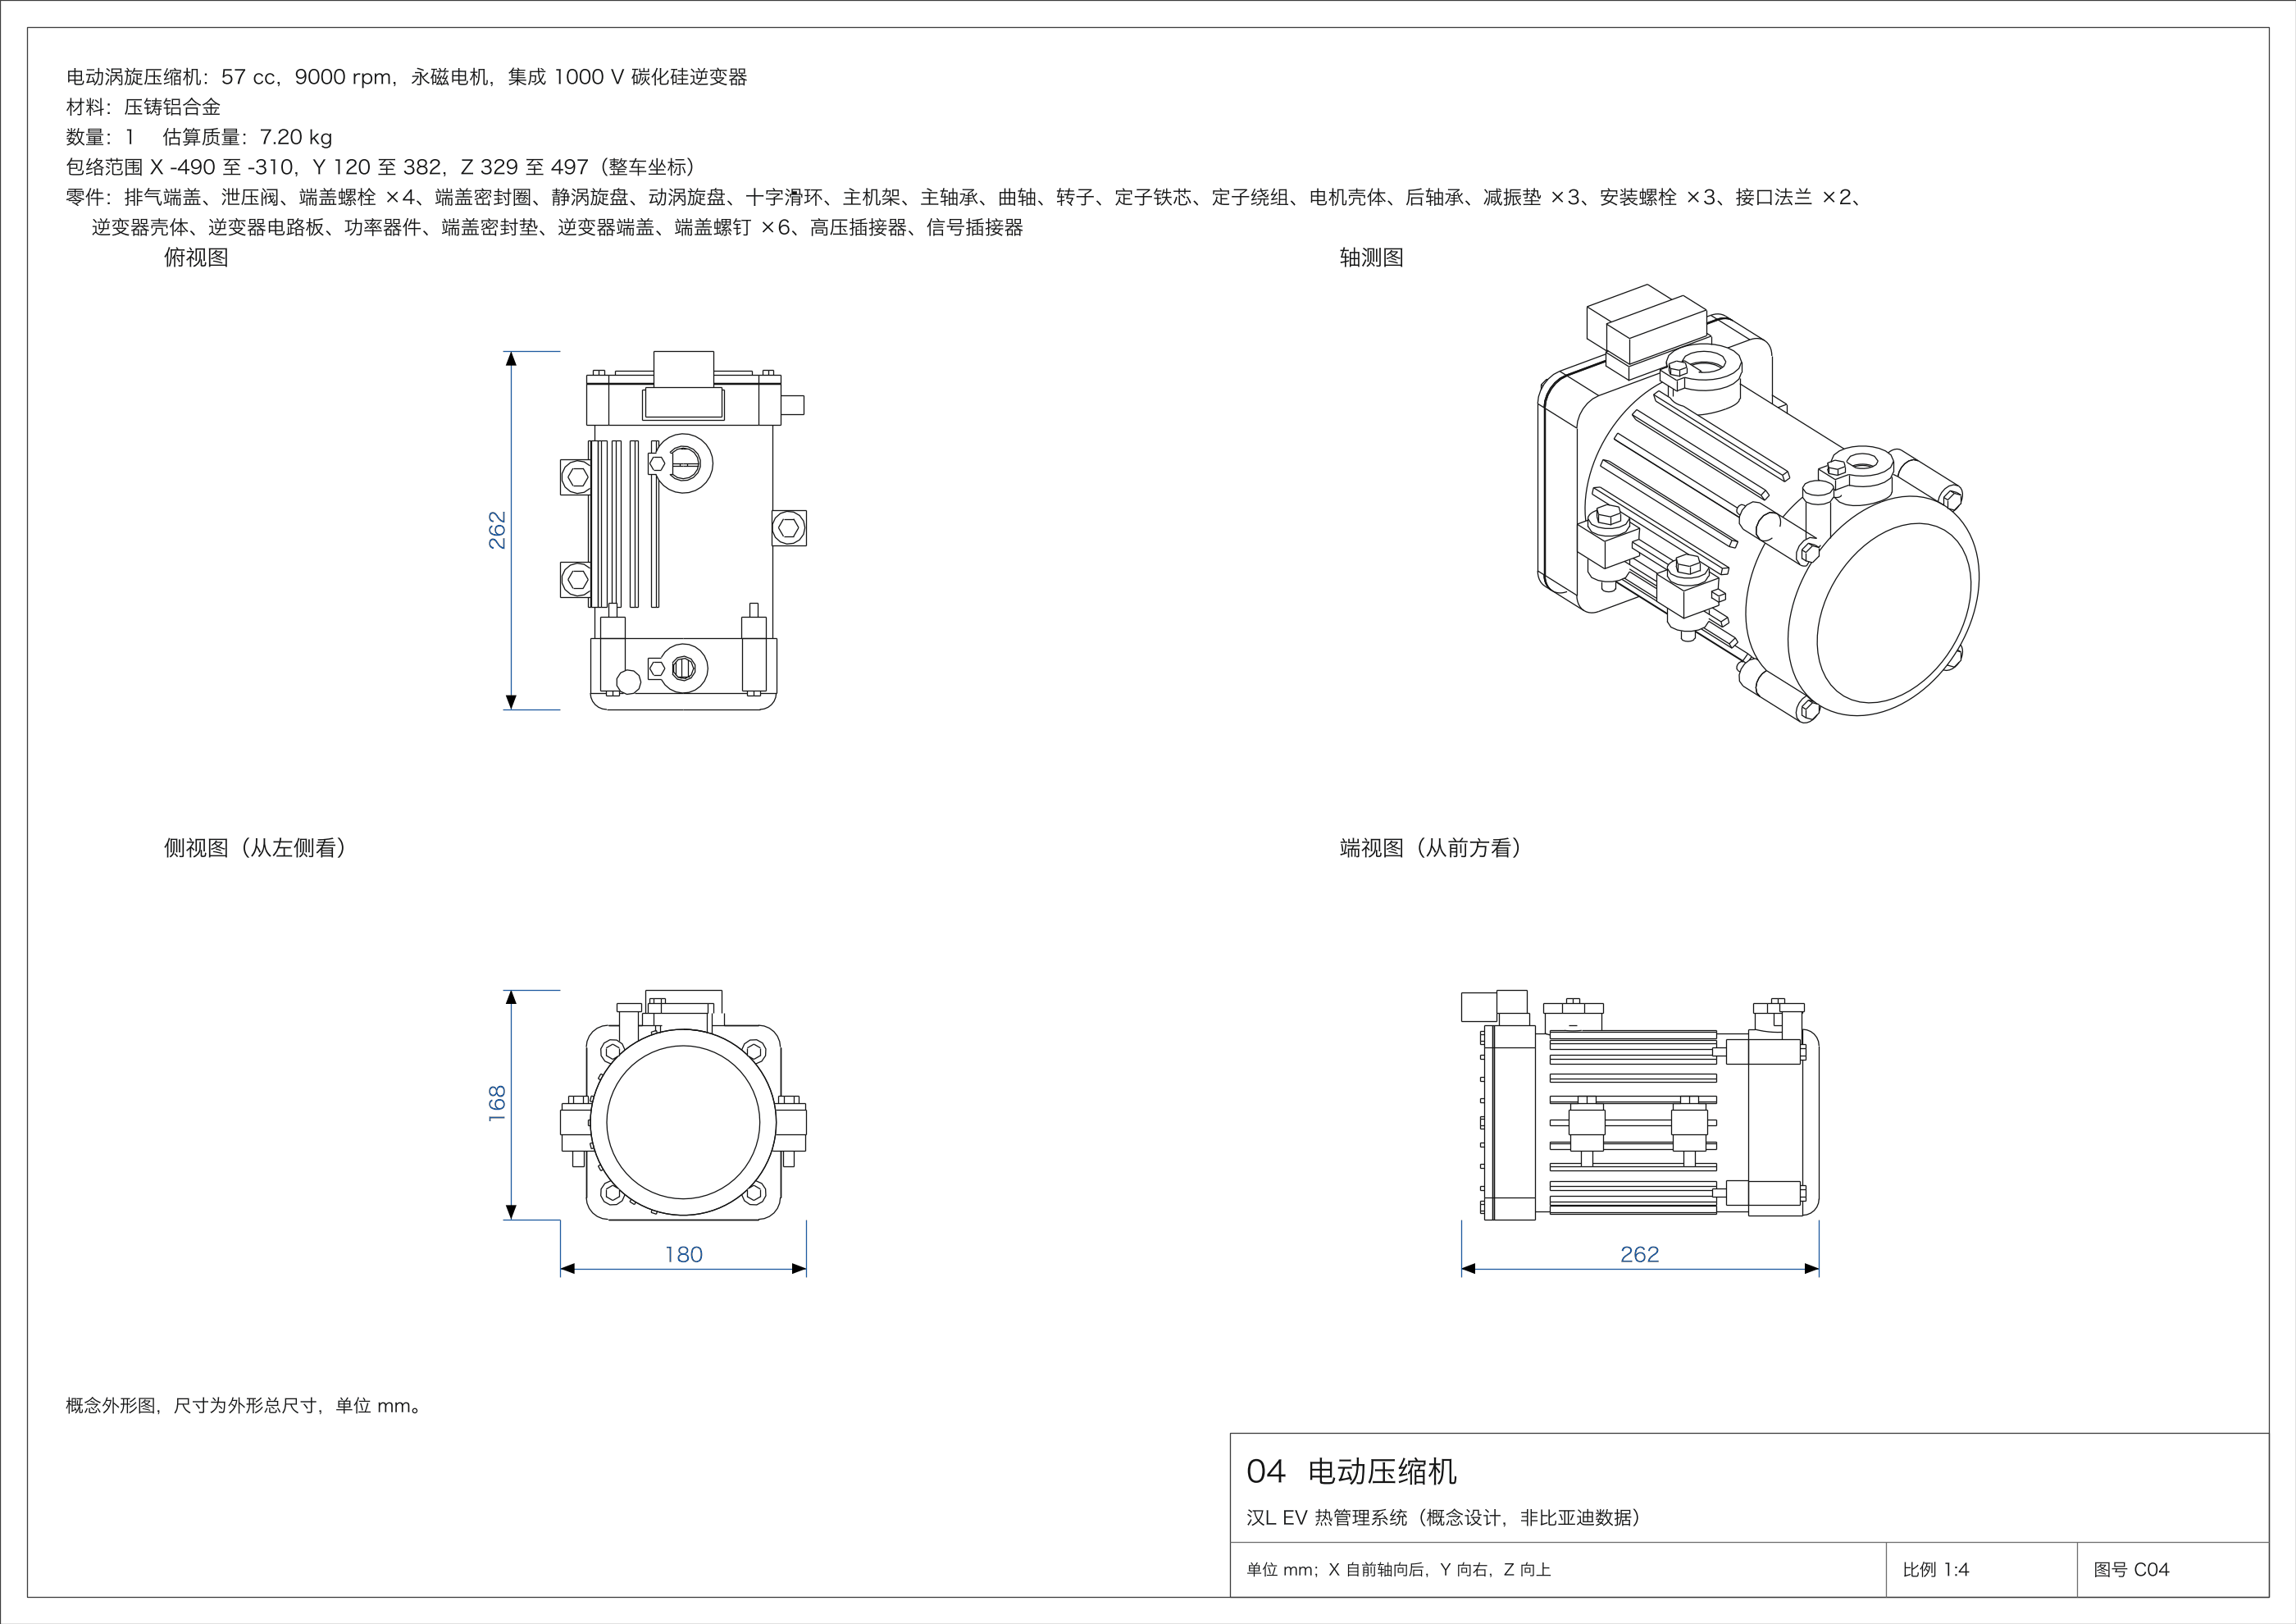 电动涡旋压缩机：57 cc，9000 rpm，永磁电机，集成 1000 V 碳化硅逆变器
材料：压铸铝合金
数量：1 估算质量：7.20 kg
包络范围 X -490 至 -310，Y 120 至 382，Z 329 至 497（整车坐标）
零件：排气端盖、泄压阀、端盖螺栓 ×4、端盖密封圈、静涡旋盘、动涡旋盘、十字滑环、主机架、主轴承、曲轴、转子、定子铁芯、定子绕组、电机壳体、后轴承、减振垫 ×3、安装螺栓 ×3、接口法兰 ×2、
逆变器壳体、逆变器电路板、功率器件、端盖密封垫、逆变器端盖、端盖螺钉 ×6、高压插接器、信号插接器
俯视图
轴测图
262
侧视图（从左侧看）
端视图（从前方看）
168
180
262
概念外形图，尺寸为外形总尺寸，单位 mm。
04 电动压缩机
汉L EV 热管理系统（概念设计，非比亚迪数据）
单位 mm；X 自前轴向后，Y 向右，Z 向上
比例 1:4
图号 C04